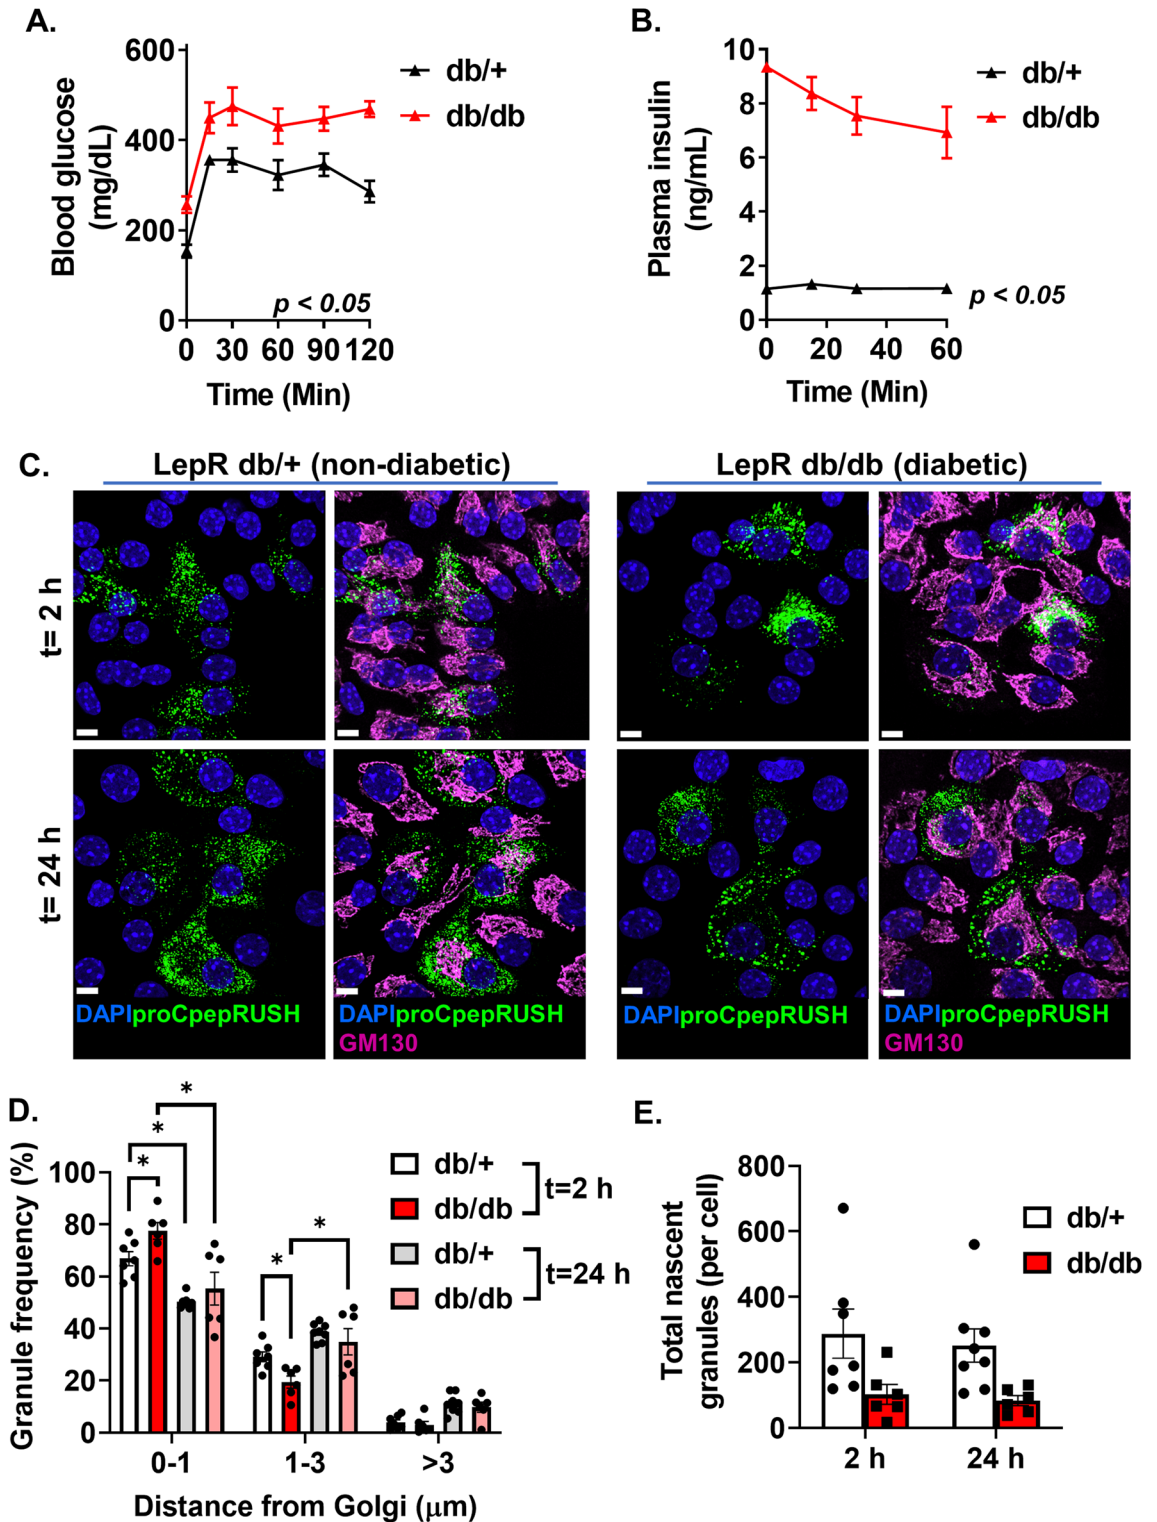 A.
Blood glucose
(mg/dL)
600
400
200
0
0 30 60 90 120
Time (Min)
db/+
db/db
p < 0.05
B.
Plasma insulin
(ng/mL)
10
8
6
4
2
0
0 20 40 60
Time (Min)
db/+
db/db
p < 0.05
C.
LepR db/+ (non-diabetic)
LepR db/db (diabetic)
t= 2 h
t= 24 h
DAPIproCpepRUSH
DAPIproCpepRUSH
GM130
DAPIproCpepRUSH
DAPIproCpepRUSH
GM130
D.
Granule frequency (%)
100
80
60
40
20
0
* * *
* *
0-1 1-3 >3
Distance from Golgi (μm)
db/+
db/db
t=2 h
db/+
db/db
t=24 h
E.
Total nascent
granules (per cell)
800
600
400
200
0
2 h 24 h
db/+
db/db